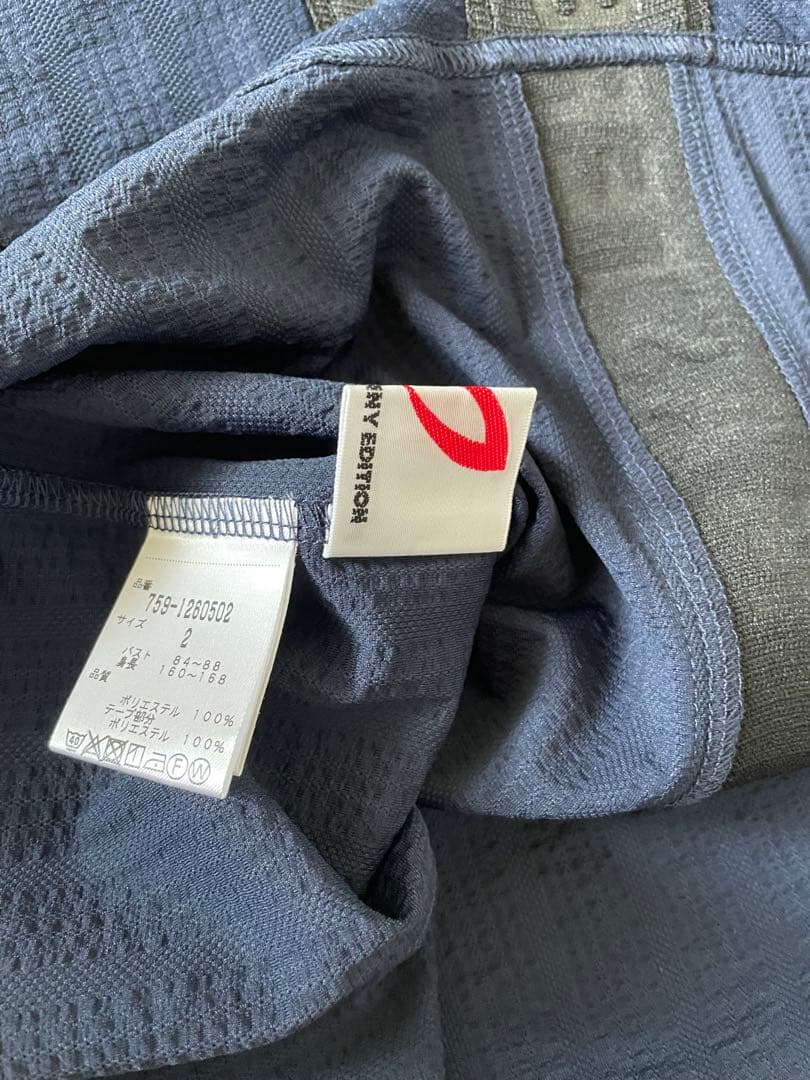 品番
759-1260502
サイズ
2
バスト 84~88
身長 160~168
品質
ポリエステル 100%
テープ部分
ポリエステル 100%
40
F W
NY EDITION